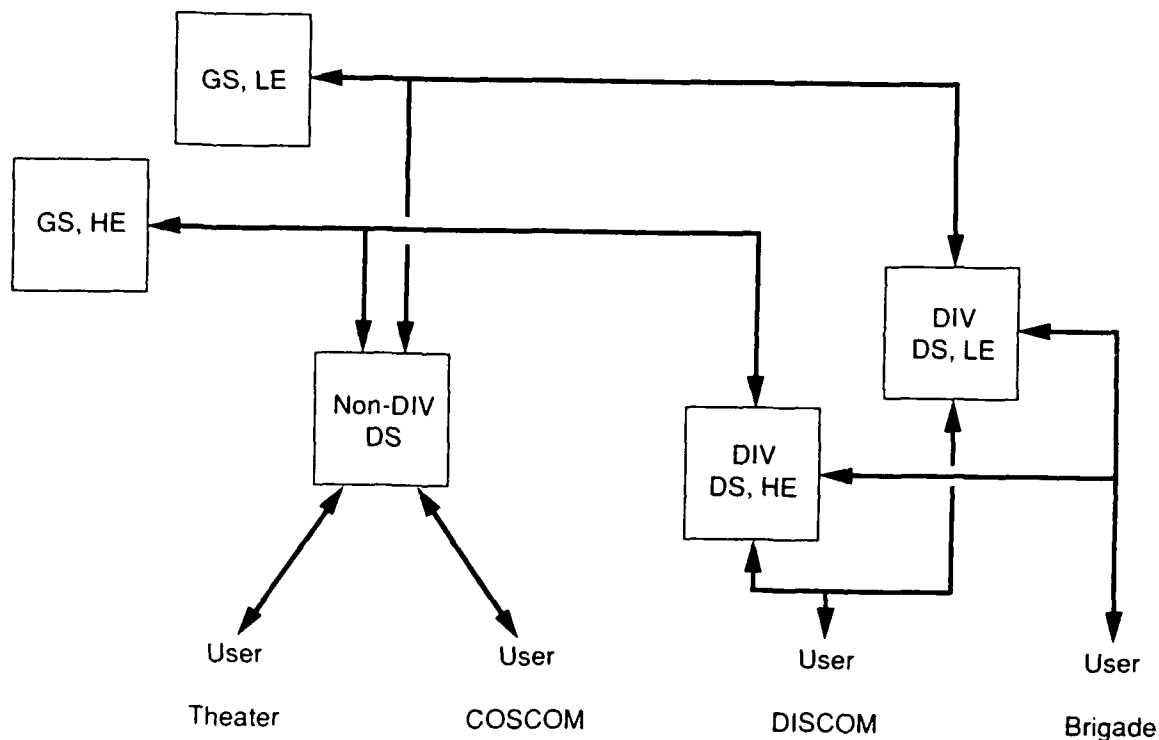 GS, LE
GS, HE
DIV
DS, LE
Non-DIV
DS
DIV
DS, HE
User
User
User
User
Theater
COSCOM
DISCOM
Brigade